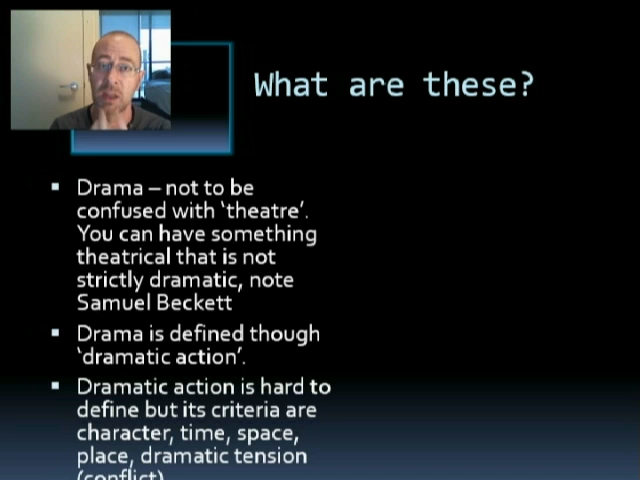 What are these?
Drama – not to be
confused with ‘theatre’.
You can have something
theatrical that is not
strictly dramatic, note
Samuel Beckett
Drama is defined though
‘dramatic action’.
Dramatic action is hard to
define but its criteria are
character, time, space,
place, dramatic tension
(conflict)